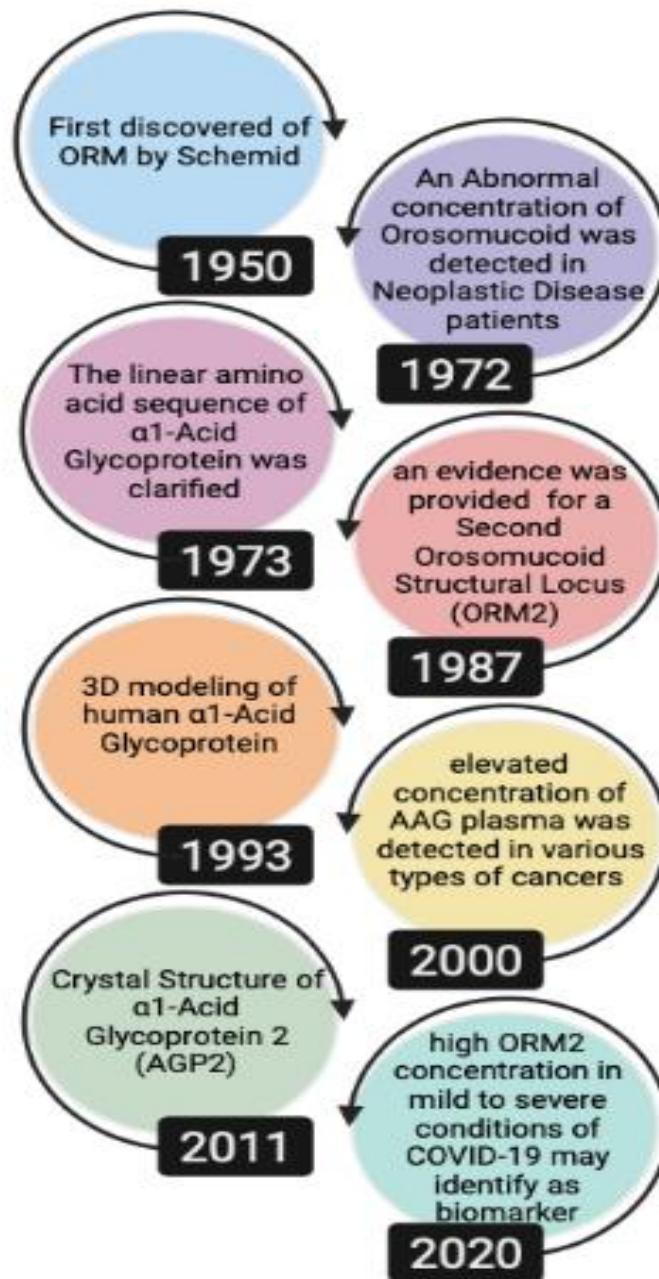 First discovered of
ORM by Schemid
1950
An Abnormal
concentration of
Orosomucoid was
detected in
Neoplastic Disease
patients
1972
The linear amino
acid sequence of
α1-Acid
Glycoprotein was
clarified
1973
an evidence was
provided for a
Second
Orosomucoid
Structural Locus
(ORM2)
1987
3D modeling of
human α1-Acid
Glycoprotein
1993
elevated
concentration of
AAG plasma was
detected in various
types of cancers
2000
Crystal Structure of
α1-Acid
Glycoprotein 2
(AGP2)
2011
high ORM2
concentration in
mild to severe
conditions of
COVID-19 may
identify as
biomarker
2020